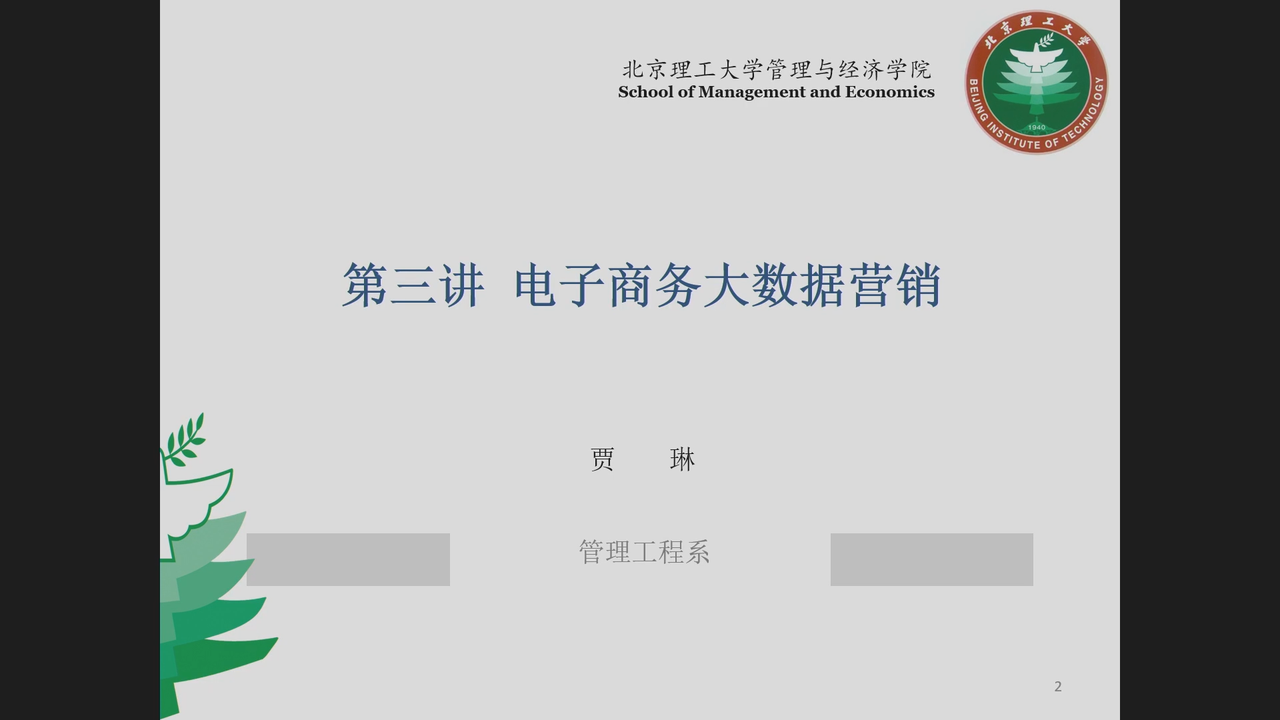 北京理工大学管理与经济学院
School of Management and Economics
北京理工大学
BEIJING INSTITUTE OF TECHNOLOGY
1940
第三讲 电子商务大数据营销
贾 琳
管理工程系
2